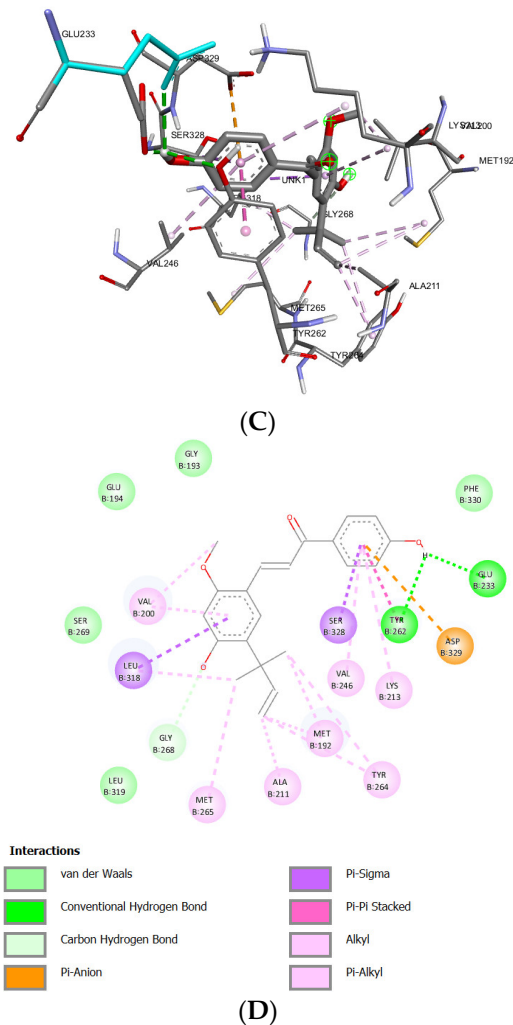 GLU233
ASP329
SER328
LYS213
VAL200
MET192
UNK1
318
GLY268
VAL246
ALA211
MET265
TYR262
TYR264
(C)
GLY
B:193
GLU
B:194
PHE
B:330
O
H
GLU
B:233
VAL
B:200
SER
B:269
SER
B:328
TYR
B:262
ASP
B:329
LEU
B:318
VAL
B:246
LYS
B:213
GLY
B:268
MET
B:192
LEU
B:319
TYR
B:264
ALA
B:211
MET
B:265
Interactions
van der Waals
Pi-Sigma
Conventional Hydrogen Bond
Pi-Pi Stacked
Carbon Hydrogen Bond
Alkyl
Pi-Anion
Pi-Alkyl
(D)